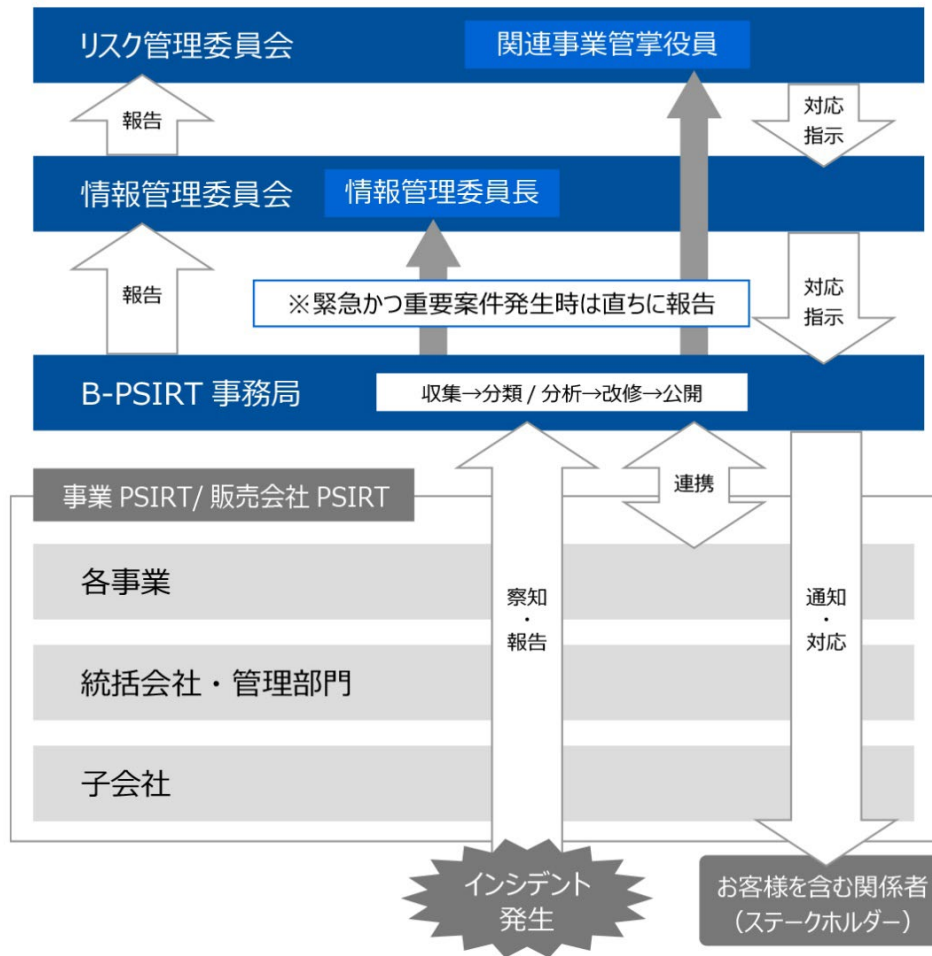 リスク管理委員会
関連事業管掌役員
報告
対応
指示
情報管理委員会
情報管理委員長
報告
※緊急かつ重要案件発生時は直ちに報告
対応
指示
B-PSIRT 事務局
収集→分類 / 分析→改修→公開
事業 PSIRT/ 販売会社 PSIRT
連携
各事業
察知
・
報告
通知
・
対応
統括会社・管理部門
子会社
インシデント
発生
お客様を含む関係者
（ステークホルダー）